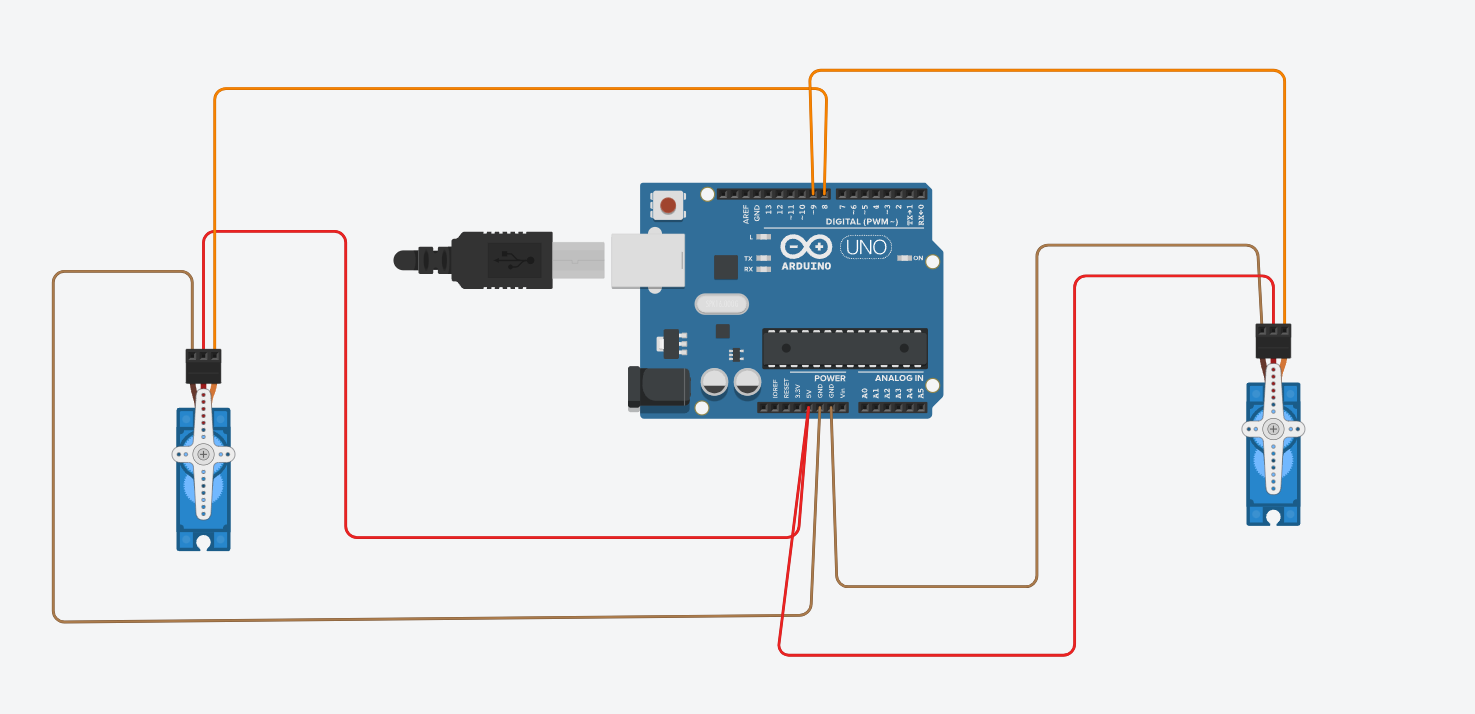 AREF
GND
13
12
~11
~10
~9
8
7
~6
~5
4
~3
2
TX→1
RX←0
DIGITAL (PWM~)
L
TX
RX
ARDUINO
UNO
ON
IOREF
RESET
3.3V
5V
GND
GND
Vin
POWER
ANALOG IN
A0
A1
A2
A3
A4
A5